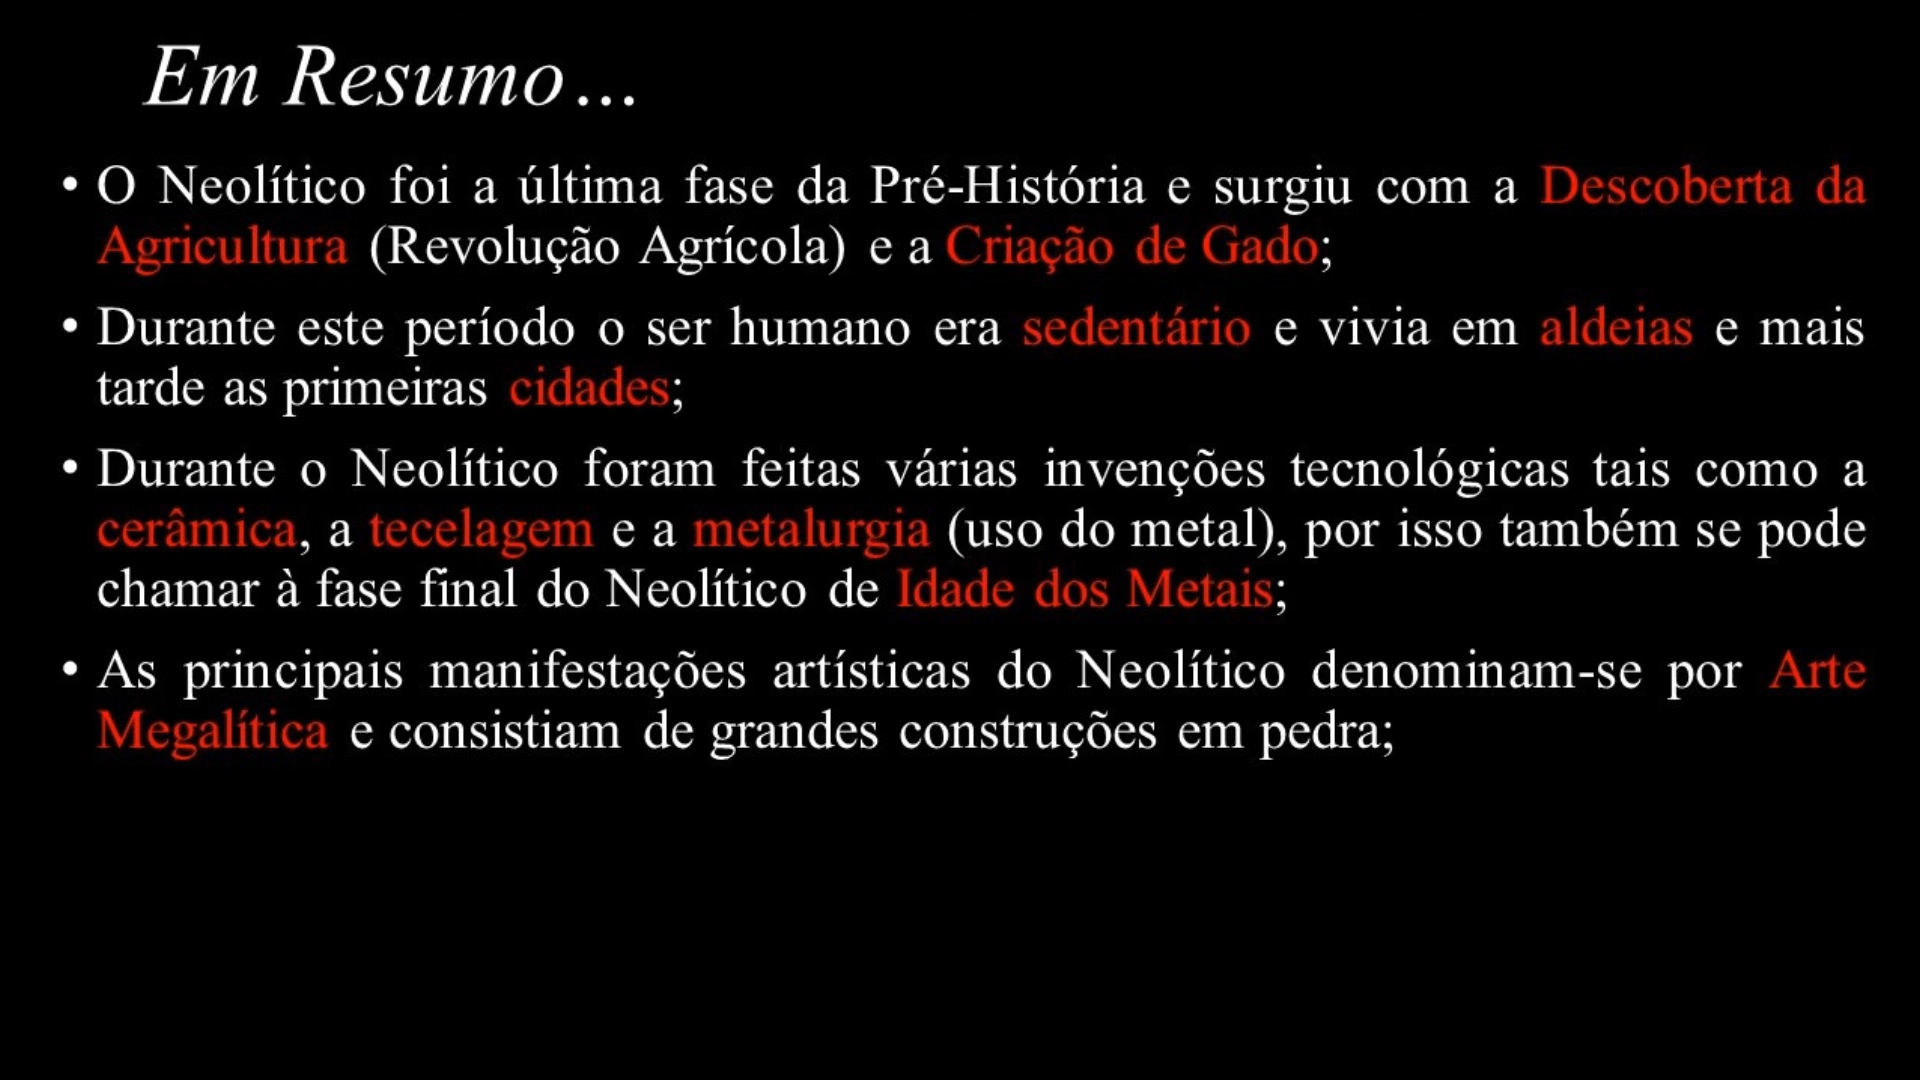 Em Resumo…
• O Neolítico foi a última fase da Pré-História e surgiu com a Descoberta da
Agricultura (Revolução Agrícola) e a Criação de Gado;
• Durante este período o ser humano era sedentário e vivia em aldeias e mais
tarde as primeiras cidades;
• Durante o Neolítico foram feitas várias invenções tecnológicas tais como a
cerâmica, a tecelagem e a metalurgia (uso do metal), por isso também se pode
chamar à fase final do Neolítico de Idade dos Metais;
• As principais manifestações artísticas do Neolítico denominam-se por Arte
Megalítica e consistiam de grandes construções em pedra;